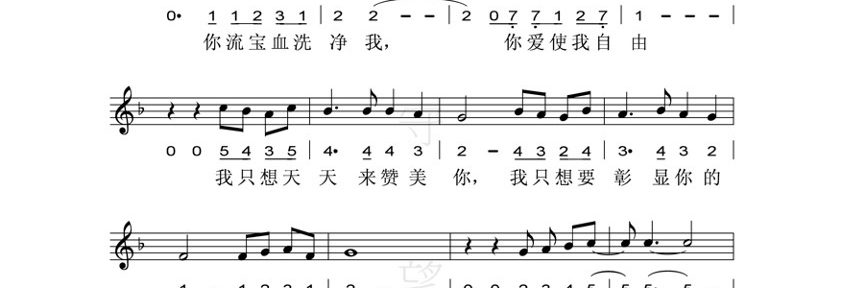 0· 1 1 2 3 1 | 2 2 - - | 2 0 7 7 1 2 7 | 1 - - - |
你流宝血洗 净 我， 你爱使我自 由
0 0 5 4 3 5 | 4· 4 4 3 | 2 - 4 3 2 4 | 3· 4 3 2 |
我只想天 天 来赞美 你， 我只想要 彰 显你的
望